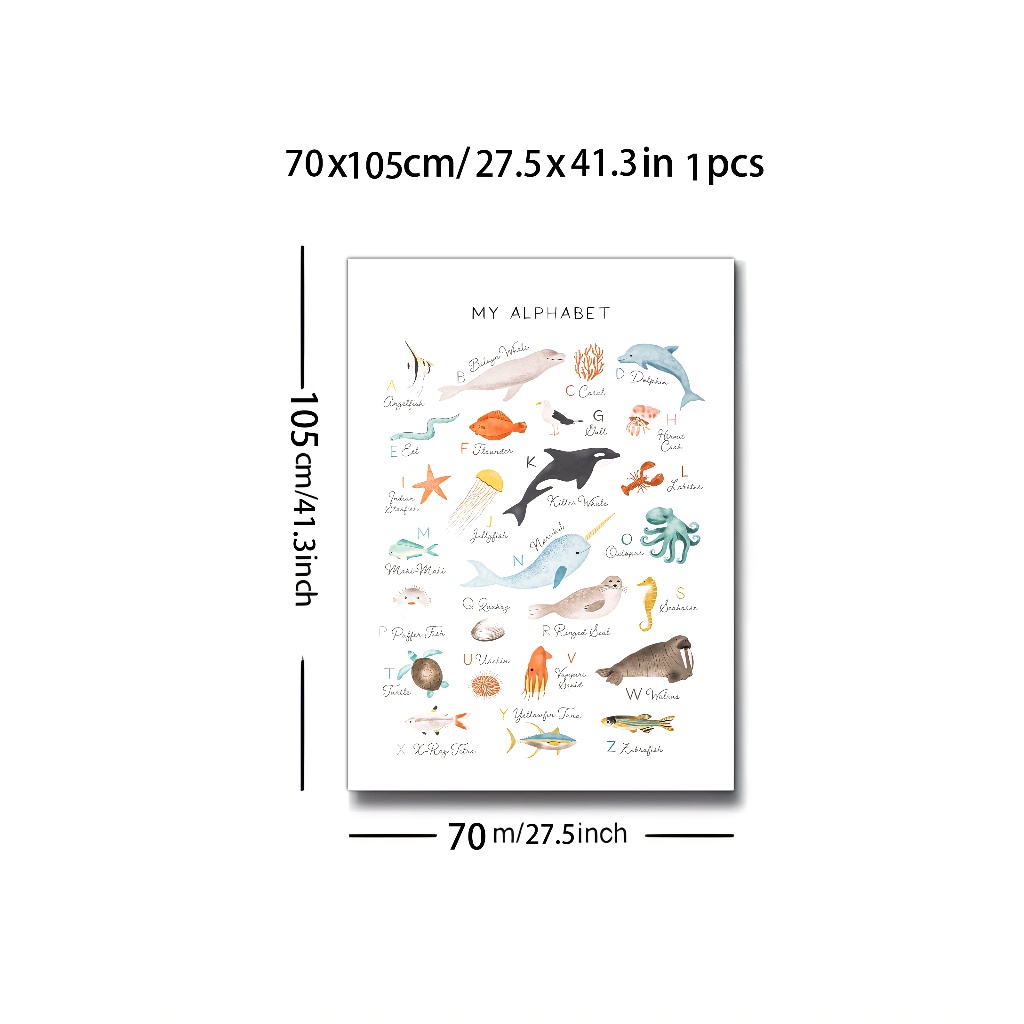 70x105cm/ 27.5x41.3in 1pcs
105cm/41.3inch
MY ALPHABET
A
Angelfish
B Beluga Whale
C Coral
D Dolphin
E Eel
F Flounder
G
Gull
H
Hermit
Crab
I
Indian
Starfish
J
Jellyfish
K
Killer Whale
L
Lobster
M
Mahi-Mahi
N Narwhal
O
Octopus
P Puffer Fish
Q Quahog
R Ringed Seal
S
Seahorse
T
Turtle
U Urchin
V
Vampire
Squid
W Walrus
X X-Ray Tetra
Y Yellowfin Tuna
Z Zebrafish
70 m/27.5inch